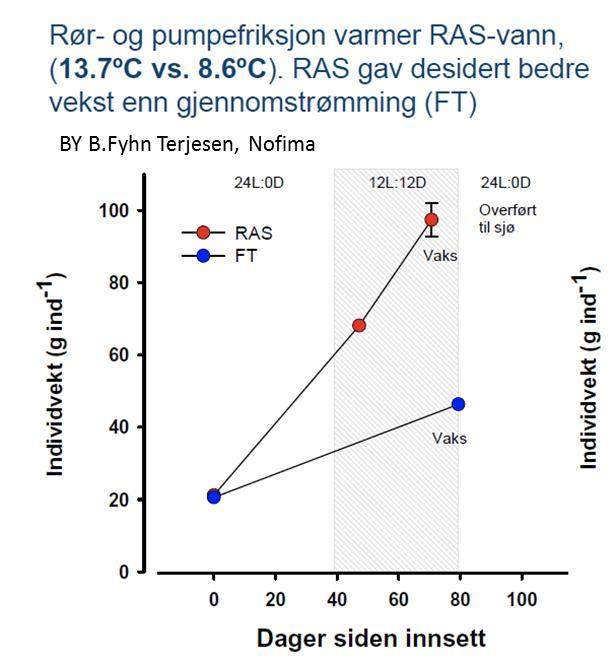 Rør- og pumpefriksjon varmer RAS-vann,
(13.7ºC vs. 8.6ºC). RAS gav desidert bedre
vekst enn gjennomstrømming (FT)
BY B.Fyhn Terjesen, Nofima
24L:0D
12L:12D
24L:0D
Overført
til sjø
RAS
FT
Vaks
Vaks
100
80
60
40
20
0
Individvekt (g ind-1)
Individvekt (g ind-1)
0 20 40 60 80 100
Dager siden innsett